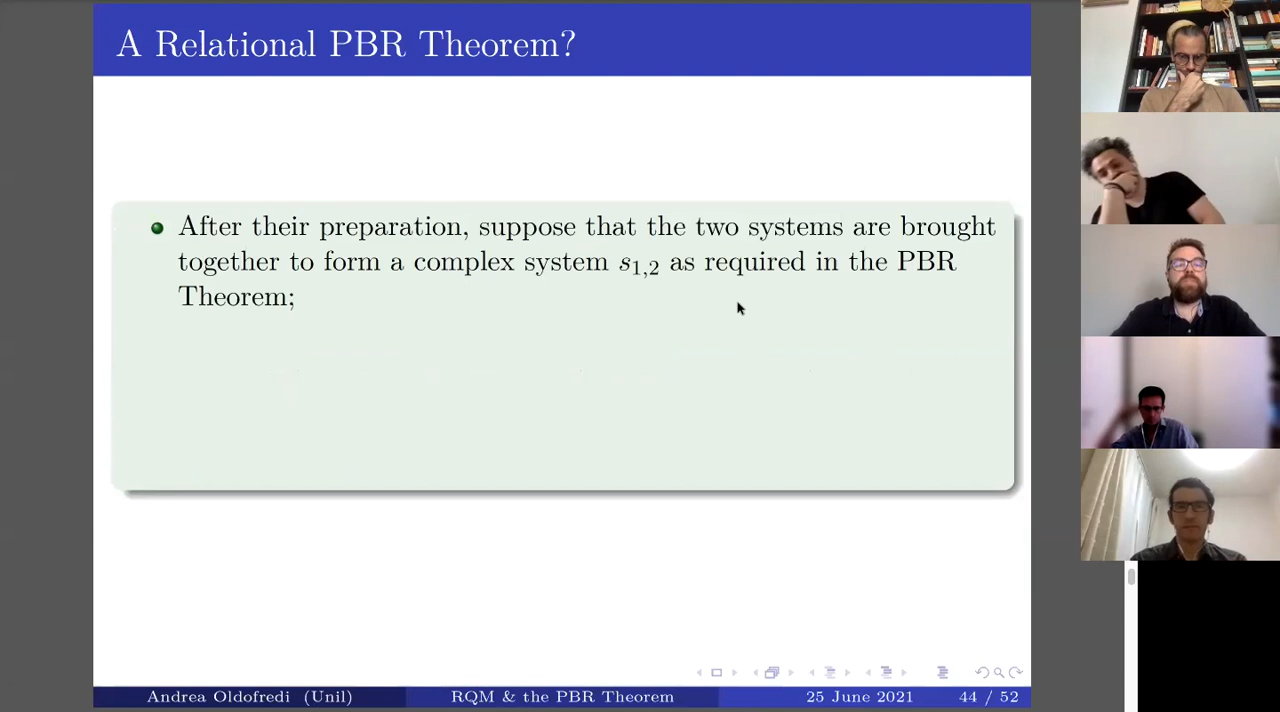 A Relational PBR Theorem?
After their preparation, suppose that the two systems are brought
together to form a complex system s₁,₂ as required in the PBR
Theorem;
Andrea Oldofredi (Unil) RQM & the PBR Theorem 25 June 2021 44 / 52